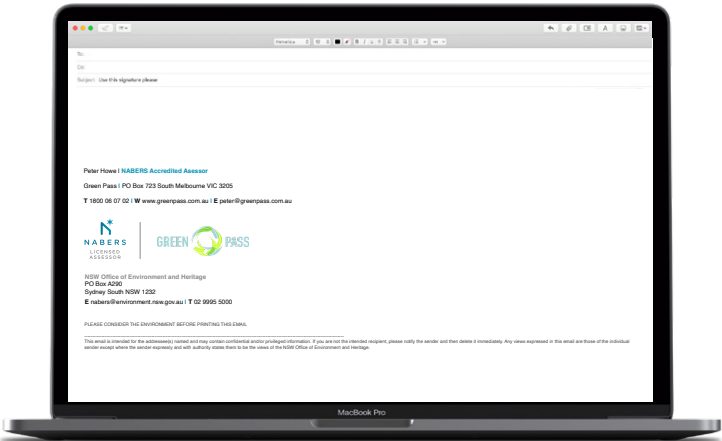 Helvetica 12 B I U S
To:
Cc:
Subject: Use this signature please
Peter Howe I NABERS Accredited Asessor
Green Pass I PO Box 723 South Melbourne VIC 3205
T 1800 06 07 02 I W www.greenpass.com.au I E peter@greenpass.com.au
NABERS
LICENSED
ASSESSOR
GREEN PASS
NSW Office of Environment and Heritage
PO Box A290
Sydney South NSW 1232
E nabers@environment.nsw.gov.au I T 02 9995 5000
PLEASE CONSIDER THE ENVIRONMENT BEFORE PRINTING THIS EMAIL
This email is intended for the addressee(s) named and may contain confidential and/or privileged information. If you are not the intended recipient, please notify the sender and then delete it immediately. Any views expressed in this email are those of the individual
sender except where the sender expressly and with authority states them to be the views of the NSW Office of Environment and Heritage.
MacBook Pro